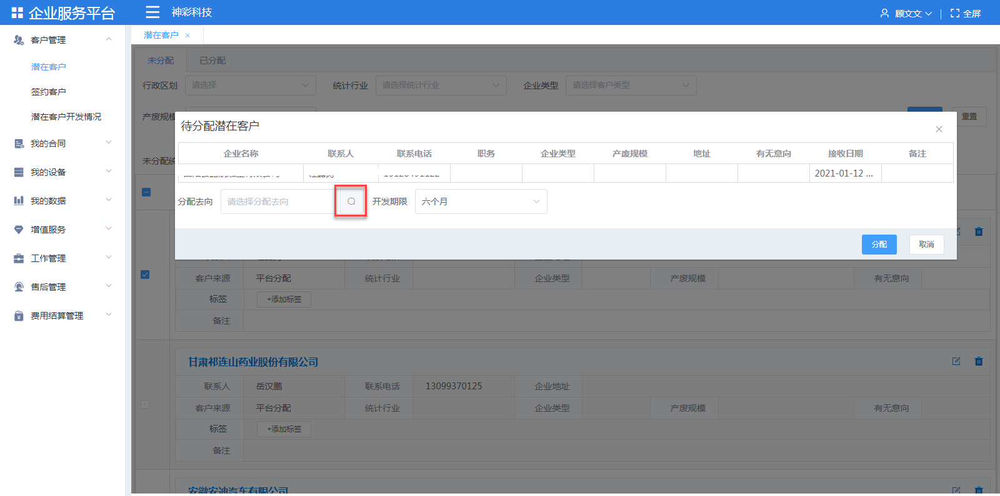 企业服务平台
神彩科技
顾文文
全屏
客户管理
潜在客户
签约客户
潜在客户开发情况
我的合同
我的设备
我的数据
增值服务
工作管理
售后管理
费用结算管理
潜在客户
未分配 已分配
行政区划 请选择 统计行业 请选择统计行业 企业类型 请选择客户类型
产废规模 重置
未分配
待分配潜在客户
企业名称 联系人 联系电话 职务 企业类型 产废规模 地址 有无意向 接收日期 备注
2021-01-12 ...
分配去向 请选择分配去向 开发期限 六个月
分配 取消
客户来源 平台分配 统计行业 企业类型 产废规模 有无意向
标签 +添加标签
备注
甘肃祁连山药业股份有限公司
联系人 岳汉鹏 联系电话 13099370125 企业地址
客户来源 平台分配 统计行业 企业类型 产废规模 有无意向
标签 +添加标签
备注
安徽安迪汽车有限公司